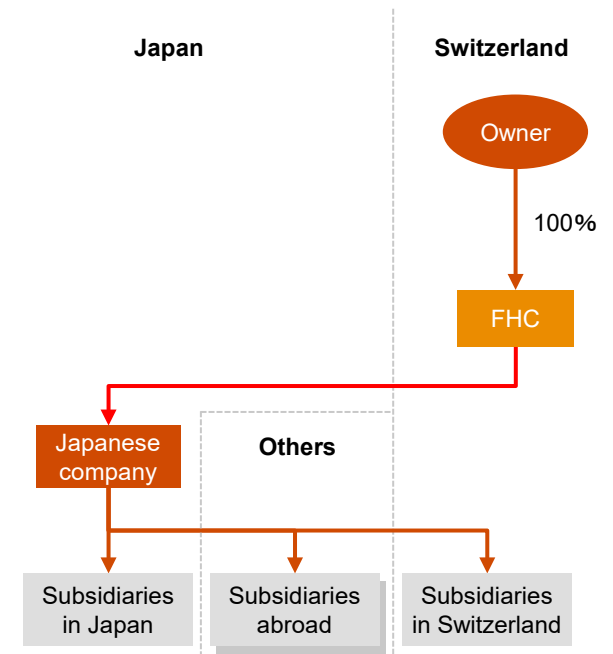 Japan
Switzerland
Owner
100%
FHC
Japanese
company
Others
Subsidiaries
in Japan
Subsidiaries
abroad
Subsidiaries
in Switzerland